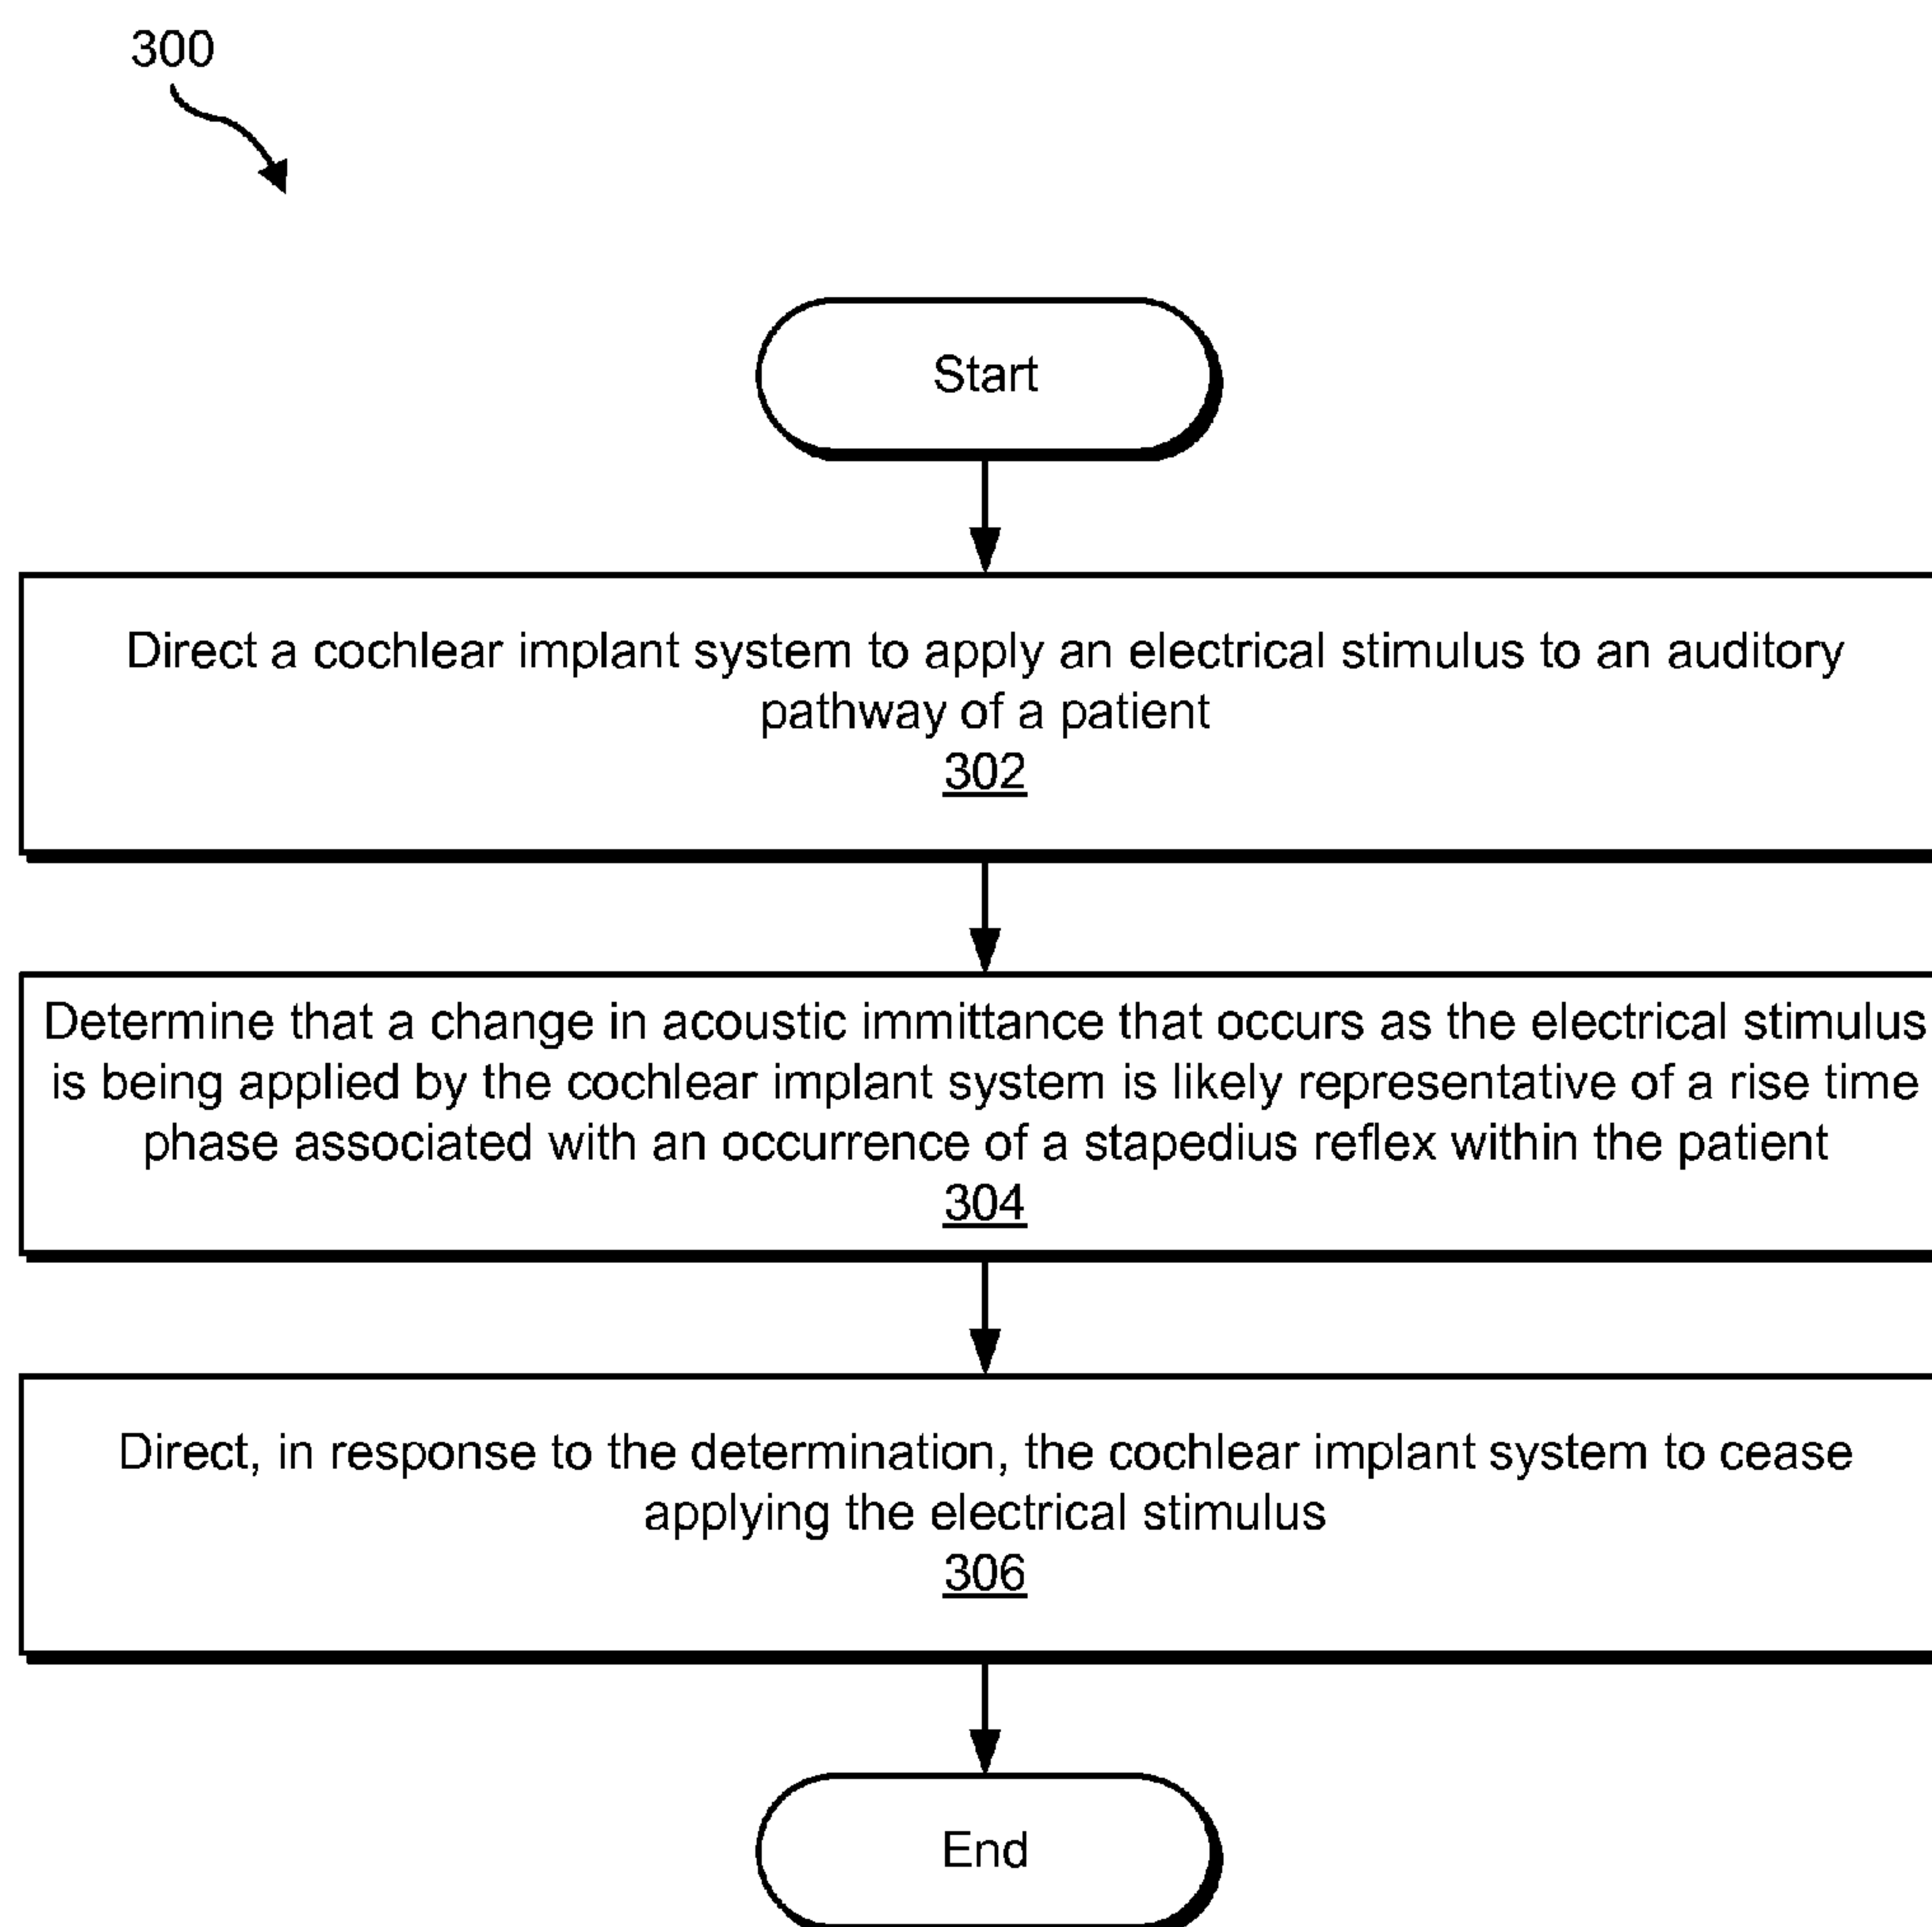 300
Start
Direct a cochlear implant system to apply an electrical stimulus to an auditory
pathway of a patient
302
Determine that a change in acoustic immittance that occurs as the electrical stimulus
is being applied by the cochlear implant system is likely representative of a rise time
phase associated with an occurrence of a stapedius reflex within the patient
304
Direct, in response to the determination, the cochlear implant system to cease
applying the electrical stimulus
306
End